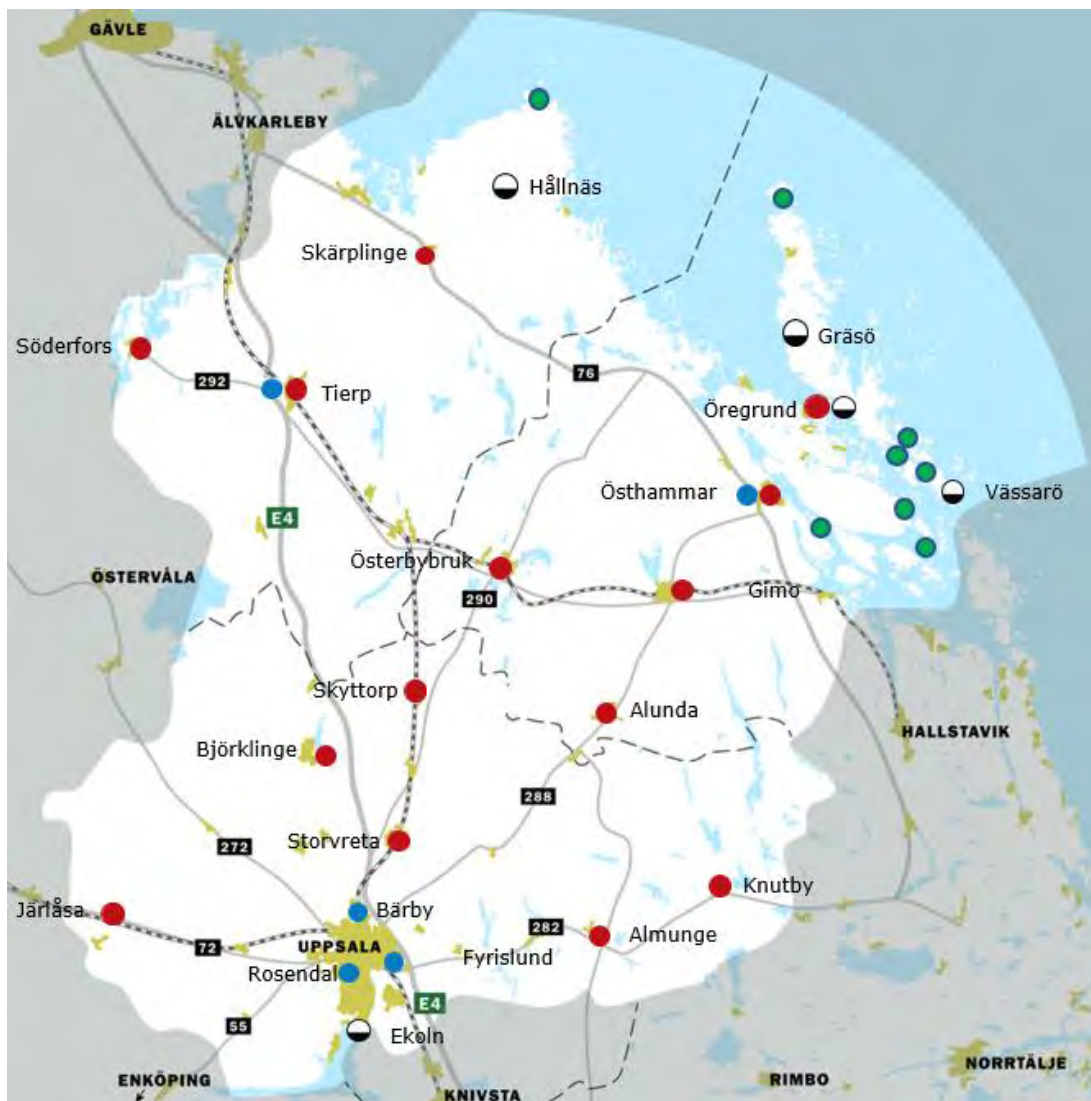 GÄVLE
ÄLVKARLEBY
Hållnäs
Skärplinge
Söderfors
292
Tierp
76
Gräsö
Öregrund
Östhammar
Vässarö
E4
Österbybruk
ÖSTERVÅLA
290
Gimo
Skyttorp
Alunda
HALLSTAVIK
Björklinge
288
Storvreta
272
Knutby
Järlåsa
Bärby
282
Almunge
72
UPPSALA
Fyrislund
Rosendal
E4
55
Ekoln
ENKÖPING
KNIVSTA
RIMBO
NORRTÄLJE